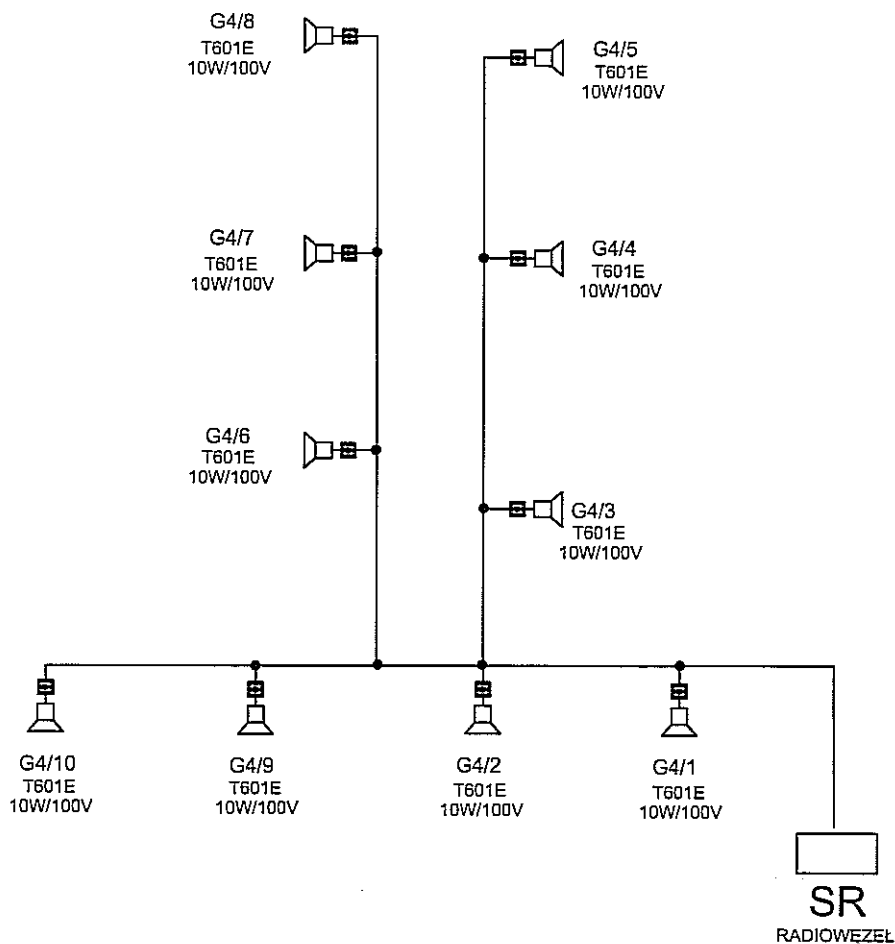 G4/8
T601E
10W/100V
G4/5
T601E
10W/100V
G4/7
T601E
10W/100V
G4/4
T601E
10W/100V
G4/6
T601E
10W/100V
G4/3
T601E
10W/100V
G4/10
T601E
10W/100V
G4/9
T601E
10W/100V
G4/2
T601E
10W/100V
G4/1
T601E
10W/100V
SR
RADIOWĘZEŁ